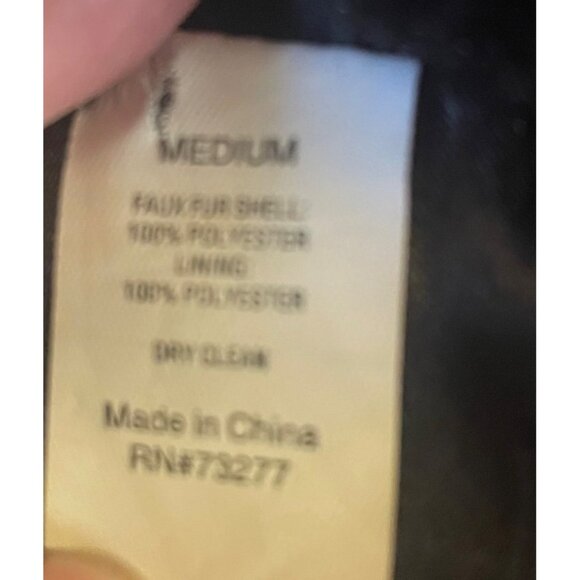 MEDIUM
FAUX FUR SHELL:
100% POLYESTER
LINING:
100% POLYESTER
DRY CLEAN
Made in China
RN#73277